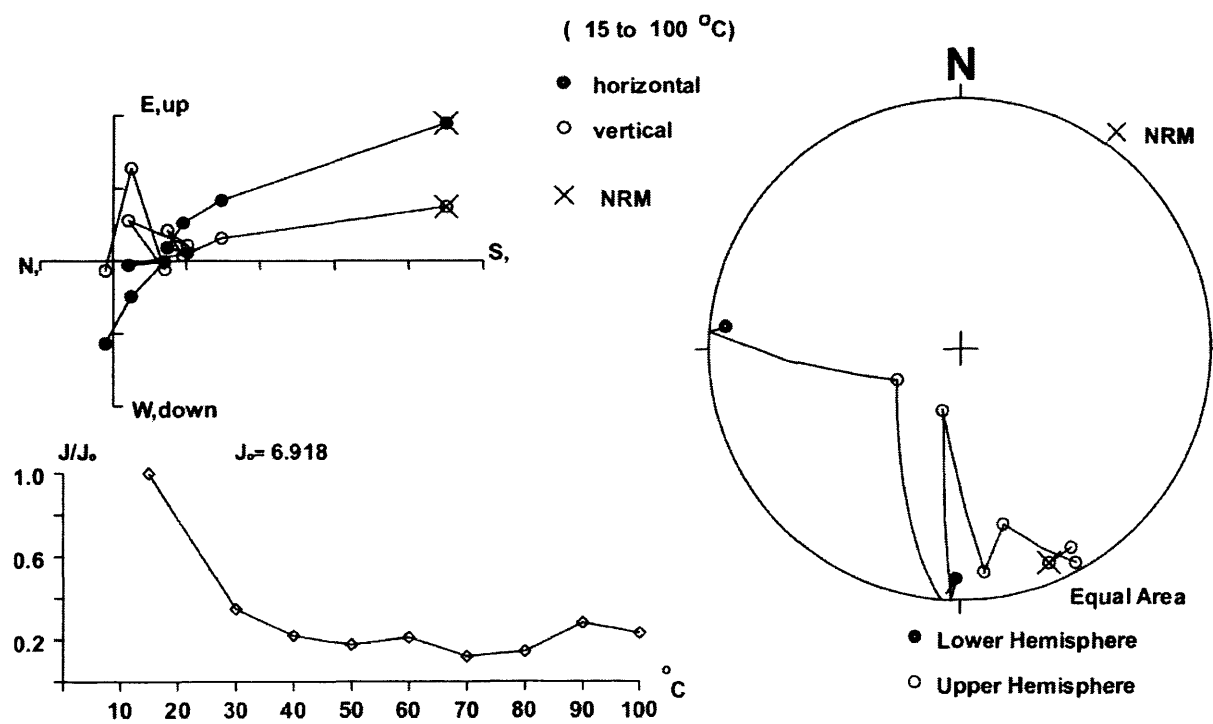 ( 15 to 100 °C)
● horizontal
○ vertical
× NRM
E,up
N,
S,
W,down
J/J₀
J₀= 6.918
1.0
0.6
0.2
10 20 30 40 50 60 70 80 90 100
°C
N
× NRM
Equal Area
● Lower Hemisphere
○ Upper Hemisphere